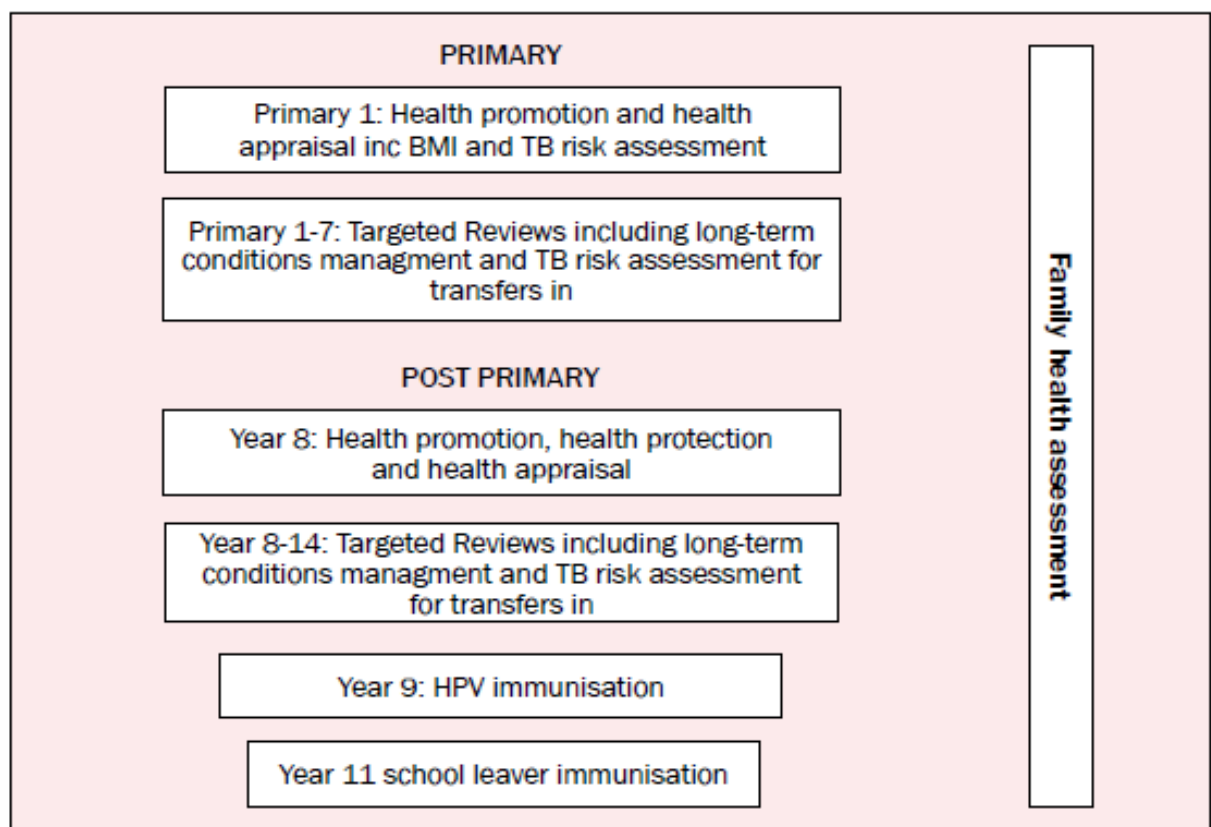 PRIMARY
Primary 1: Health promotion and health
appraisal inc BMI and TB risk assessment
Primary 1-7: Targeted Reviews including long-term
conditions managment and TB risk assessment for
transfers in
POST PRIMARY
Year 8: Health promotion, health protection
and health appraisal
Year 8-14: Targeted Reviews including long-term
conditions managment and TB risk assessment
for transfers in
Year 9: HPV immunisation
Year 11 school leaver immunisation
Family health assessment